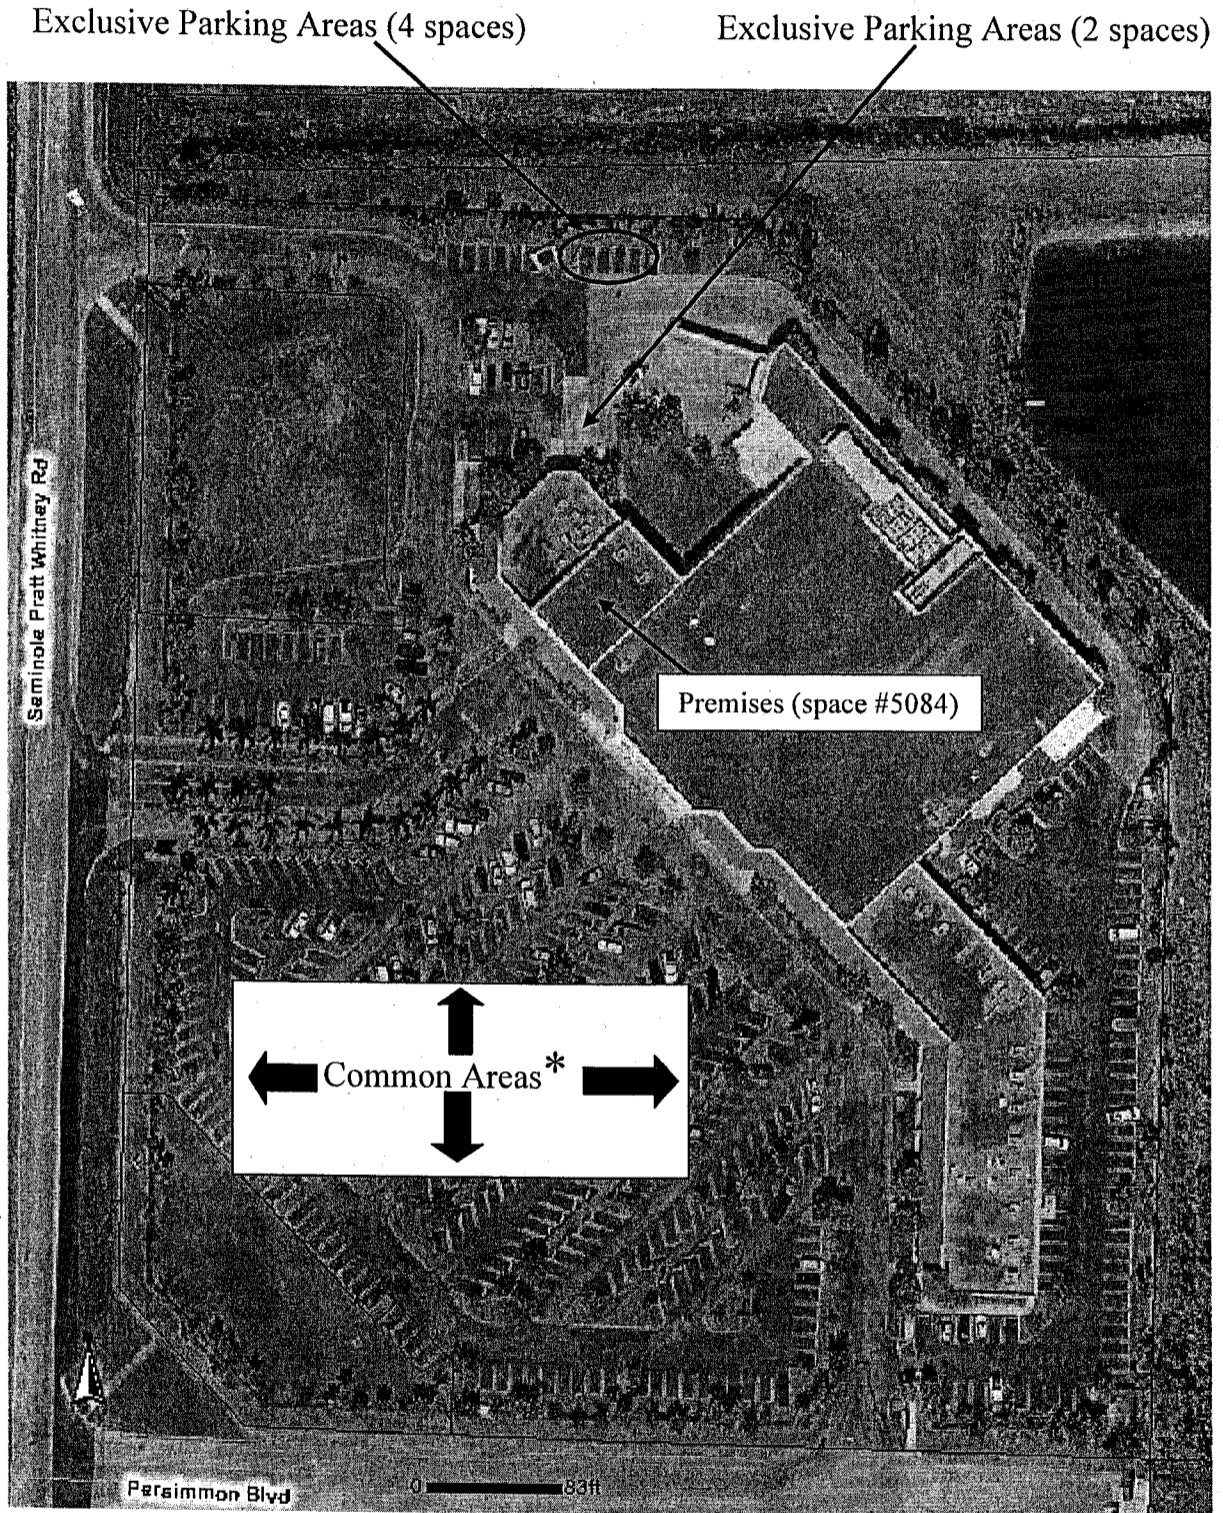 Exclusive Parking Areas (4 spaces)
Exclusive Parking Areas (2 spaces)
Seminole Pratt Whitney Rd
Premises (space #5084)
Common Areas*
Persimmon Blvd
0 83ft